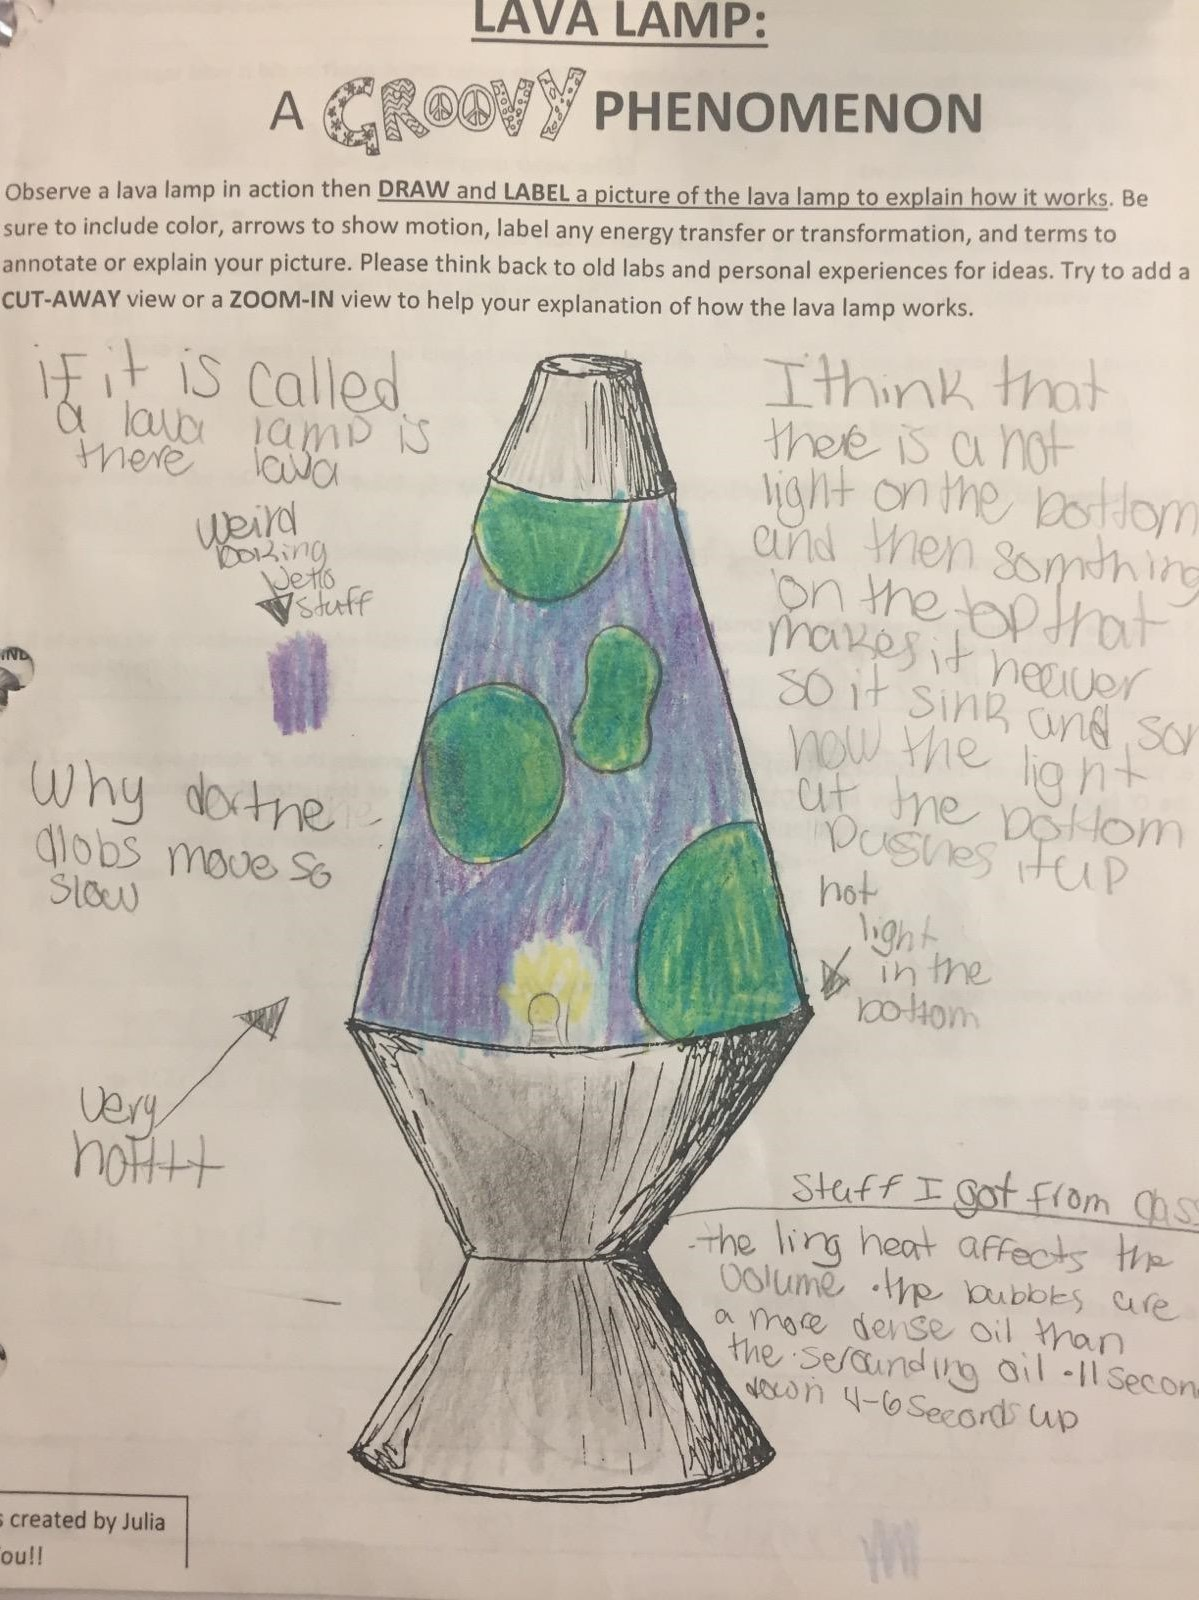 LAVA LAMP:
A GROOVY PHENOMENON
Observe a lava lamp in action then DRAW and LABEL a picture of the lava lamp to explain how it works. Be
sure to include color, arrows to show motion, label any energy transfer or transformation, and terms to
annotate or explain your picture. Please think back to old labs and personal experiences for ideas. Try to add a
CUT-AWAY view or a ZOOM-IN view to help your explanation of how the lava lamp works.
if it is called
a lava lamp is
there lava
weird
boiling
Jello
stuff
Why do the
globs move so
slow
very
hotttt
I think that
there is a hot
light on the bottom
and then somthing
on the top that
makes it heaver
so it sink and som
how the light
at the bottom
pushes it up
hot
light
in the
bottom
Stuff I got from class
-the ling heat affects the
volume •the bubbles are
a more dense oil than
the serounding oil •11 secon
down 4-6 Seconds up
s created by Julia
You!!
IND